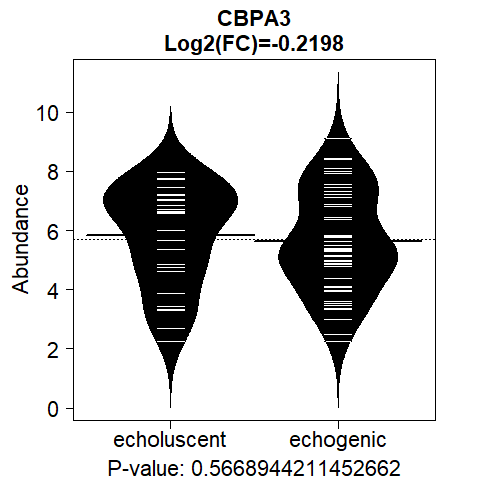 CBPA3
Log2(FC)=-0.2198
Abundance
10
8
6
4
2
0
echoluscent echogenic
P-value: 0.5668944211452662